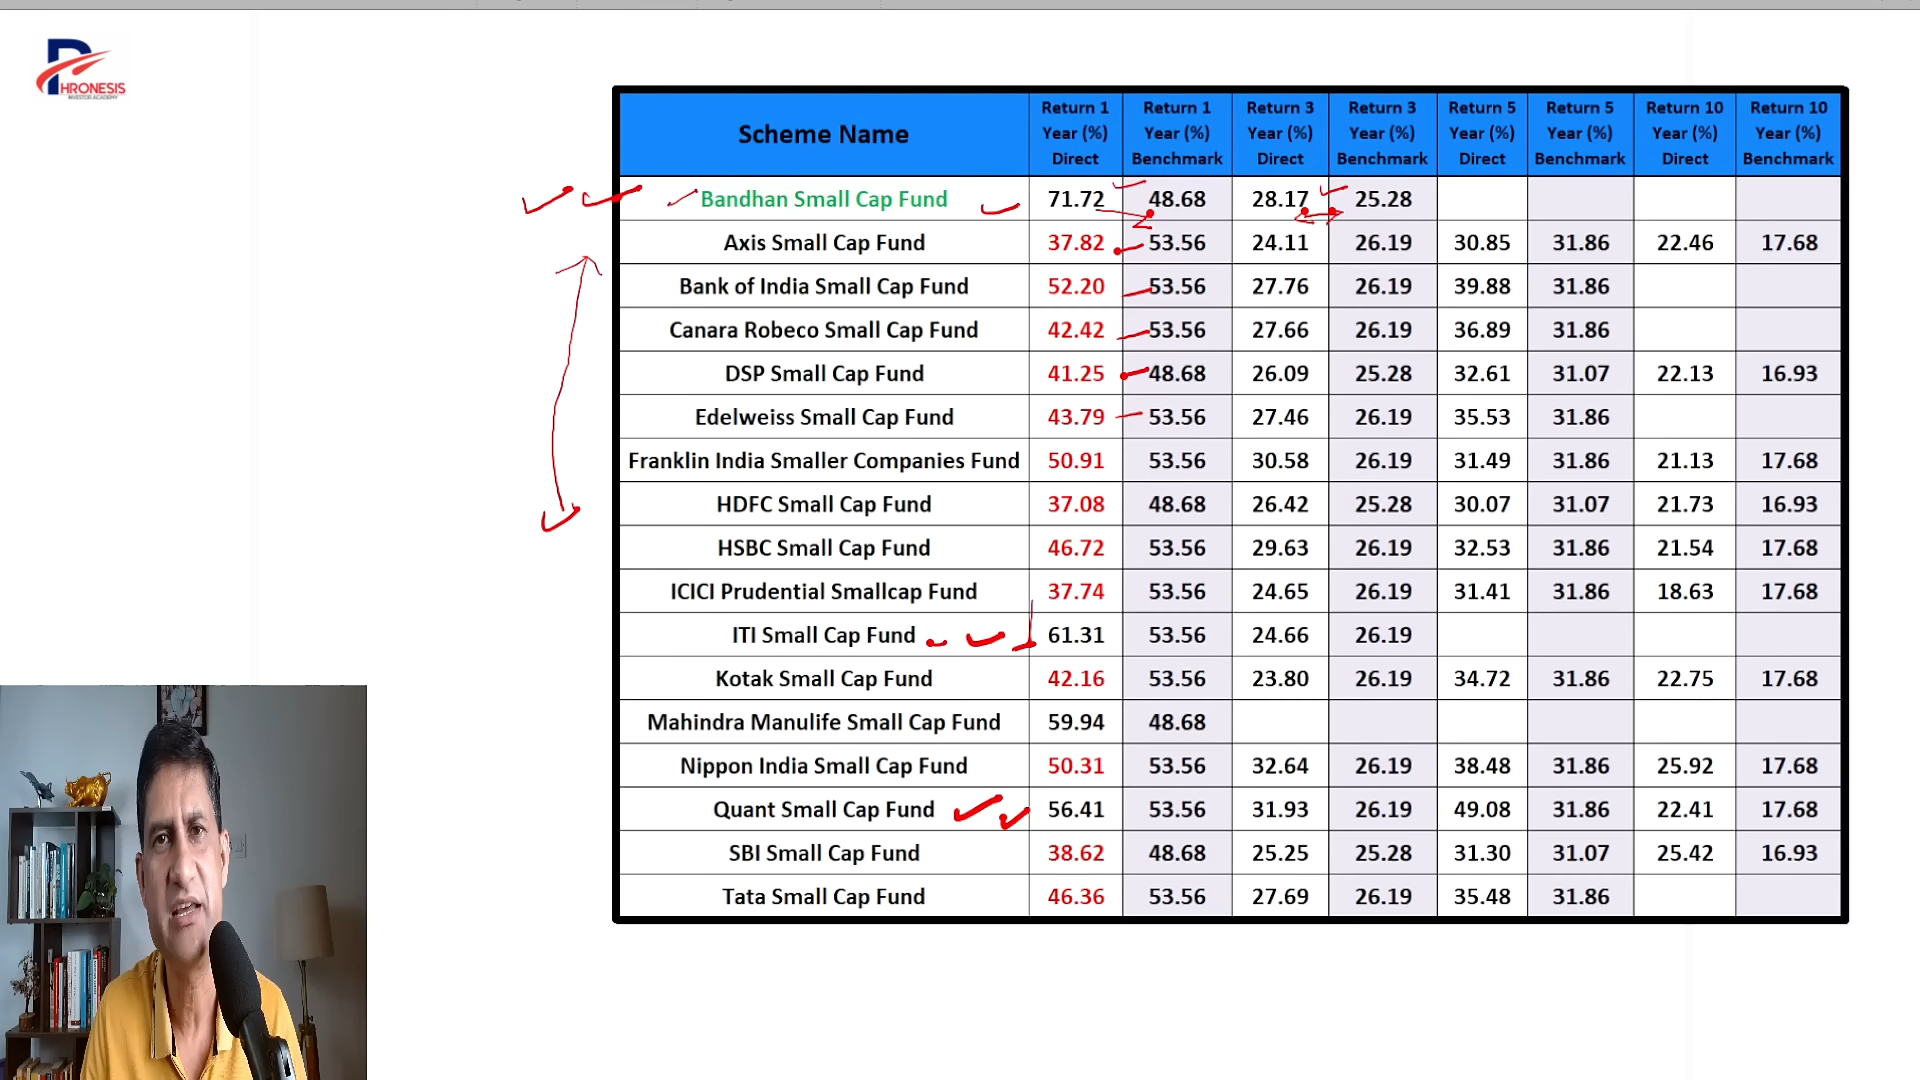 HRONESIS
INVESTOR ACADEMY
Scheme Name Return 1 Year (%) Direct Return 1 Year (%) Benchmark Return 3 Year (%) Direct Return 3 Year (%) Benchmark Return 5 Year (%) Direct Return 5 Year (%) Benchmark Return 10 Year (%) Direct Return 10 Year (%) Benchmark
Bandhan Small Cap Fund 71.72 48.68 28.17 25.28
Axis Small Cap Fund 37.82 53.56 24.11 26.19 30.85 31.86 22.46 17.68
Bank of India Small Cap Fund 52.20 53.56 27.76 26.19 39.88 31.86
Canara Robeco Small Cap Fund 42.42 53.56 27.66 26.19 36.89 31.86
DSP Small Cap Fund 41.25 48.68 26.09 25.28 32.61 31.07 22.13 16.93
Edelweiss Small Cap Fund 43.79 53.56 27.46 26.19 35.53 31.86
Franklin India Smaller Companies Fund 50.91 53.56 30.58 26.19 31.49 31.86 21.13 17.68
HDFC Small Cap Fund 37.08 48.68 26.42 25.28 30.07 31.07 21.73 16.93
HSBC Small Cap Fund 46.72 53.56 29.63 26.19 32.53 31.86 21.54 17.68
ICICI Prudential Smallcap Fund 37.74 53.56 24.65 26.19 31.41 31.86 18.63 17.68
ITI Small Cap Fund 61.31 53.56 24.66 26.19
Kotak Small Cap Fund 42.16 53.56 23.80 26.19 34.72 31.86 22.75 17.68
Mahindra Manulife Small Cap Fund 59.94 48.68
Nippon India Small Cap Fund 50.31 53.56 32.64 26.19 38.48 31.86 25.92 17.68
Quant Small Cap Fund 56.41 53.56 31.93 26.19 49.08 31.86 22.41 17.68
SBI Small Cap Fund 38.62 48.68 25.25 25.28 31.30 31.07 25.42 16.93
Tata Small Cap Fund 46.36 53.56 27.69 26.19 35.48 31.86